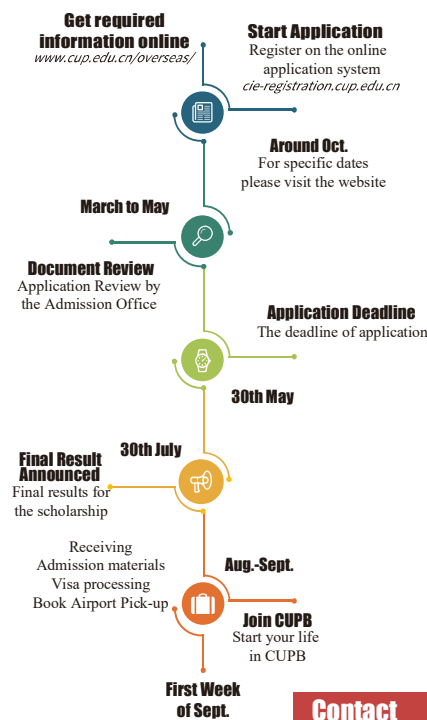 Get required
information online
www.cup.edu.cn/overseas/
Start Application
Register on the online
application system
cie-registration.cup.edu.cn
Around Oct.
For specific dates
please visit the website
March to May
Document Review
Application Review by
the Admission Office
Application Deadline
The deadline of application
30th May
30th July
Final Result
Announced
Final results for
the scholarship
Receiving
Admission materials
Visa processing
Book Airport Pick-up
Aug.-Sept.
Join CUPB
Start your life
in CUPB
First Week
of Sept.
Contact